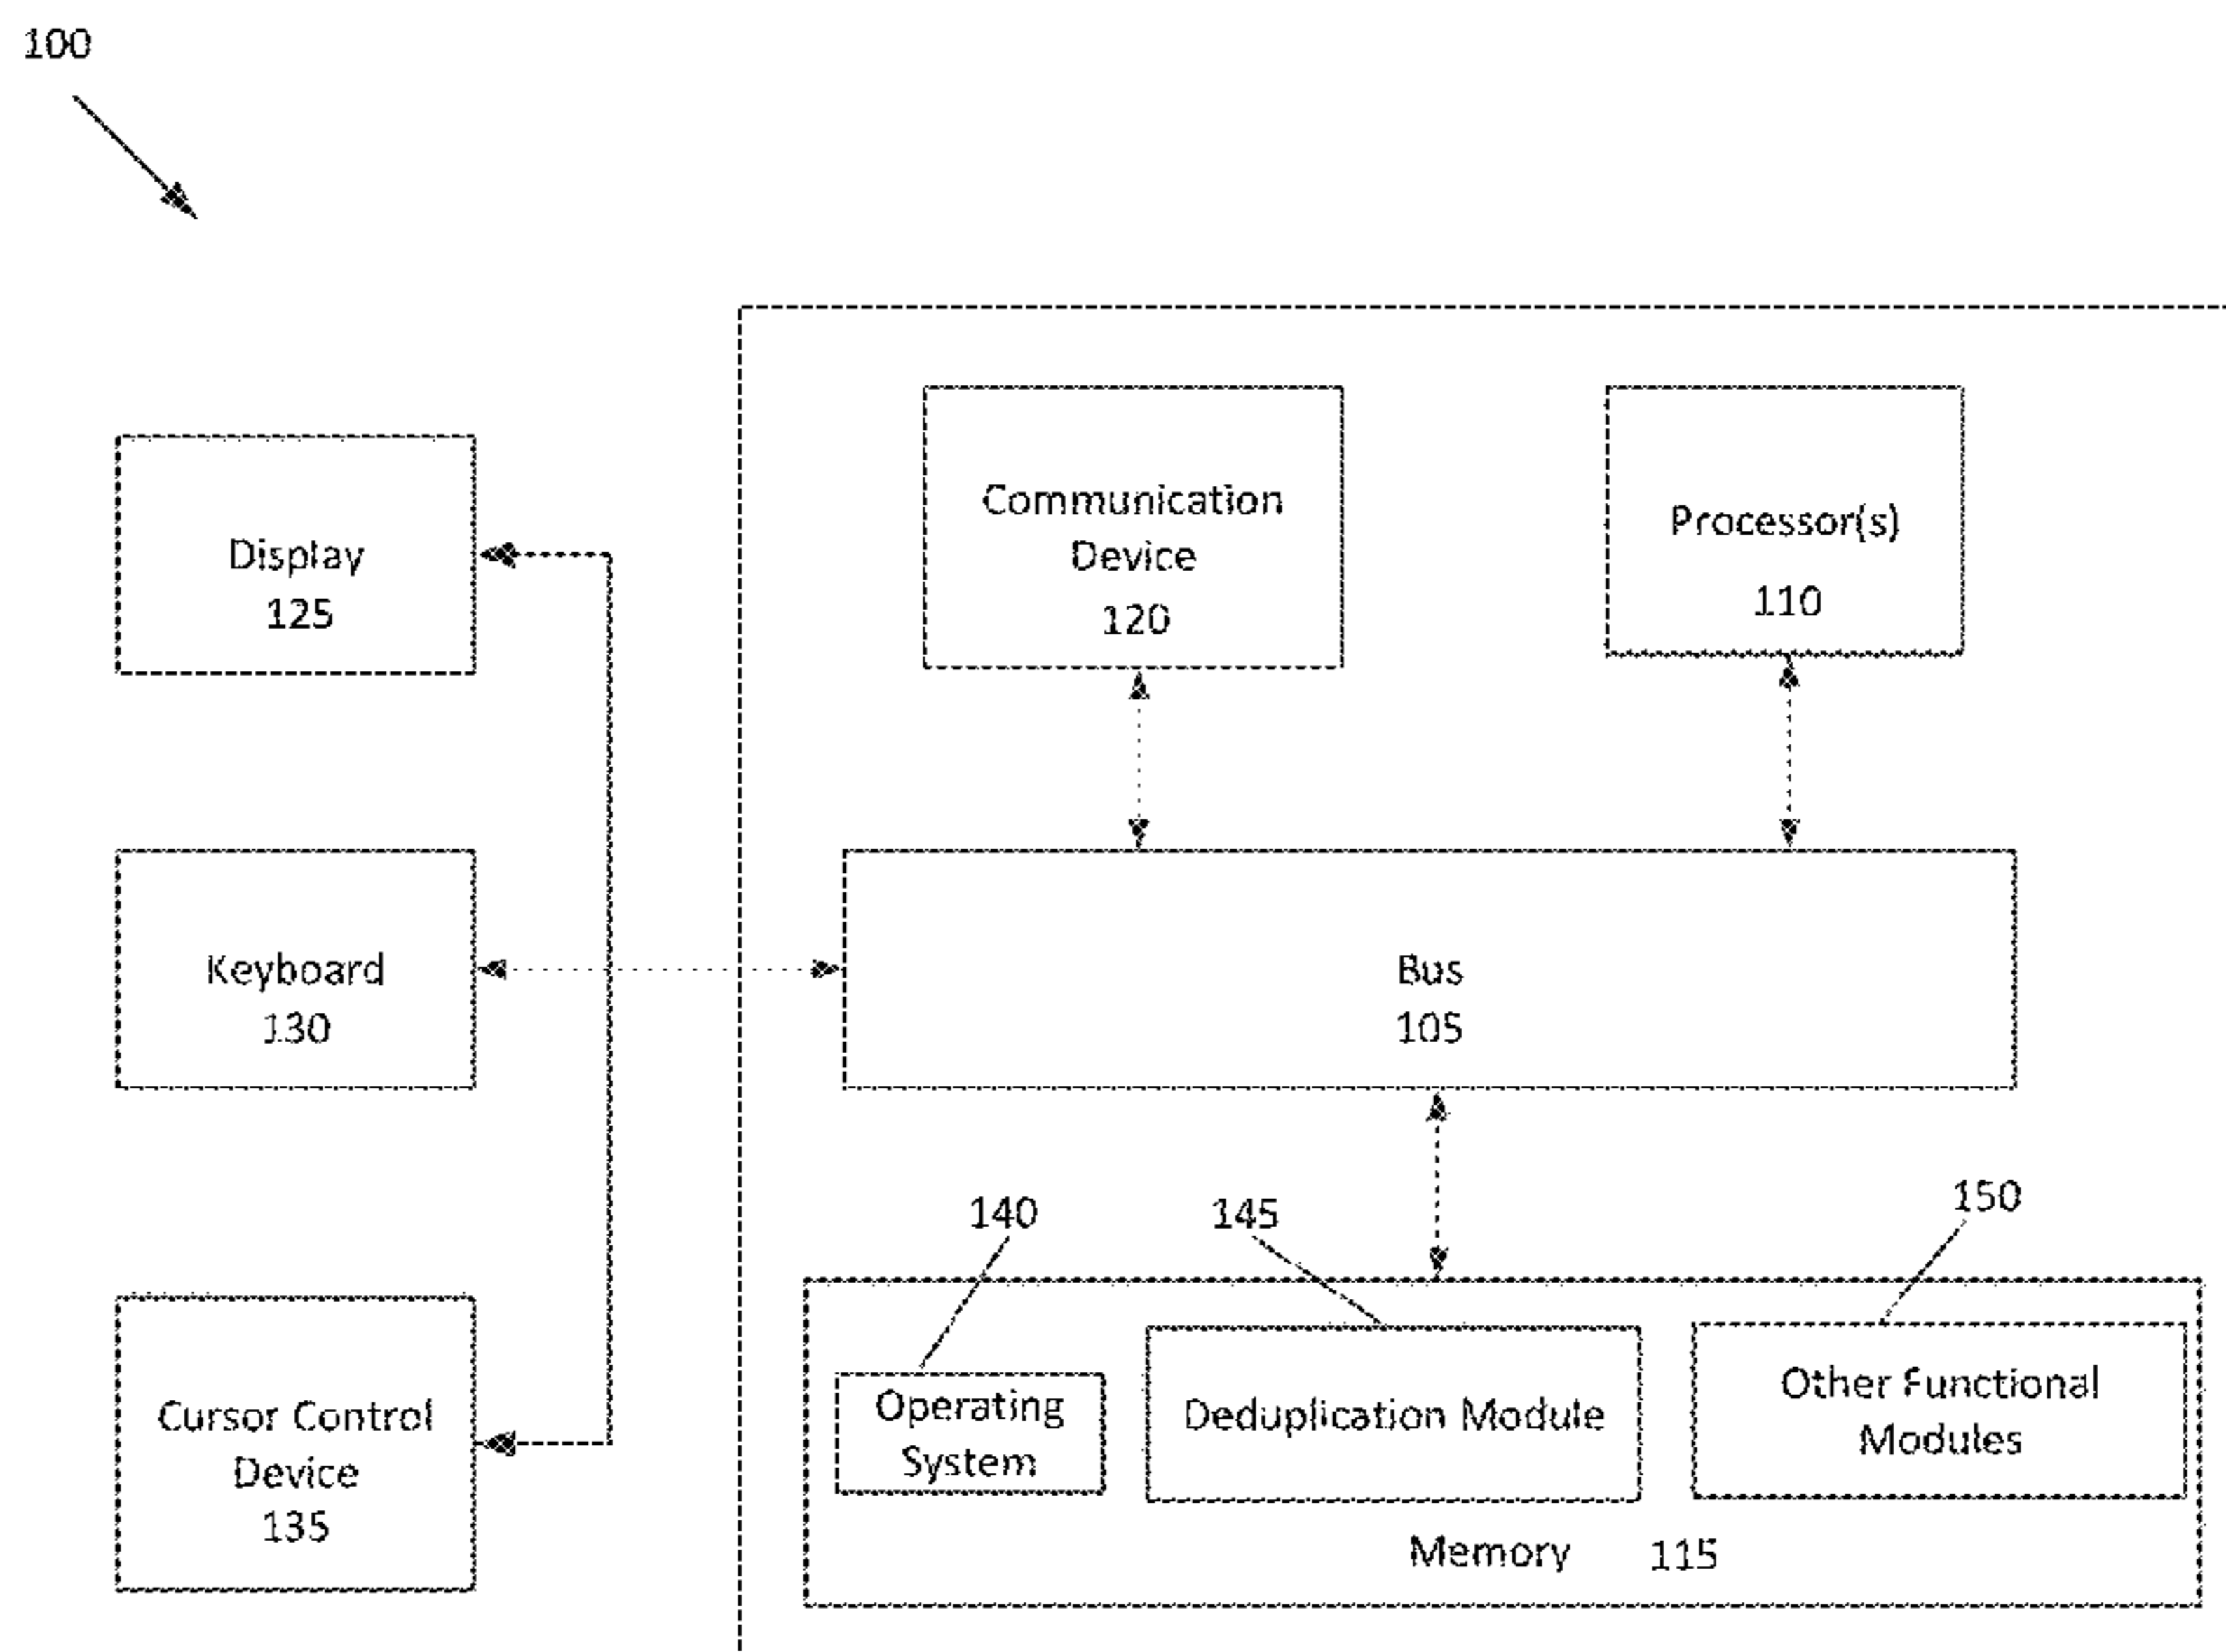 100
Display
125
Communication
Device
120
Processor(s)
110
Keyboard
130
Bus
105
140
145
150
Cursor Control
Device
135
Operating
System
Deduplication Module
Other Functional
Modules
Memory 115